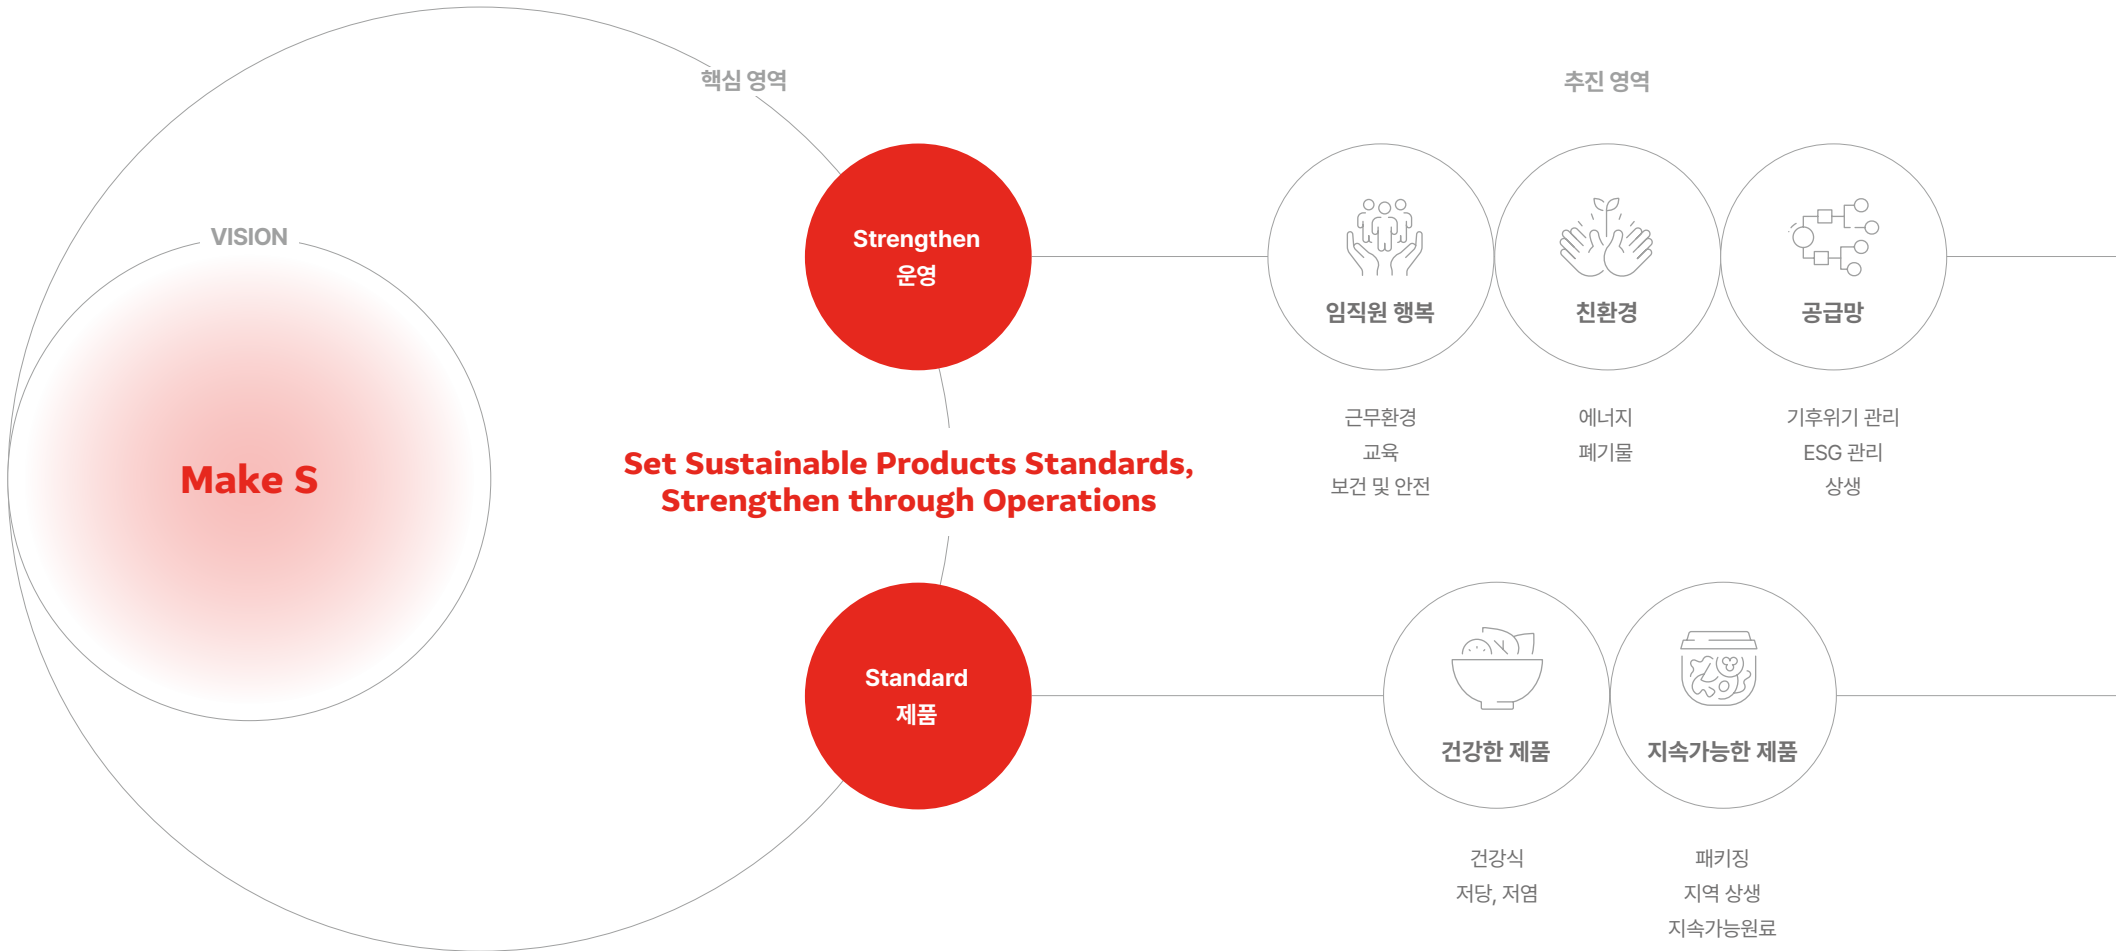 핵심 영역
추진 영역
VISION
Make S
Strengthen
운영
임직원 행복
친환경
공급망
근무환경
교육
보건 및 안전
에너지
폐기물
기후위기 관리
ESG 관리
상생
Set Sustainable Products Standards,
Strengthen through Operations
Standard
제품
건강한 제품
지속가능한 제품
건강식
저당, 저염
패키징
지역 상생
지속가능원료